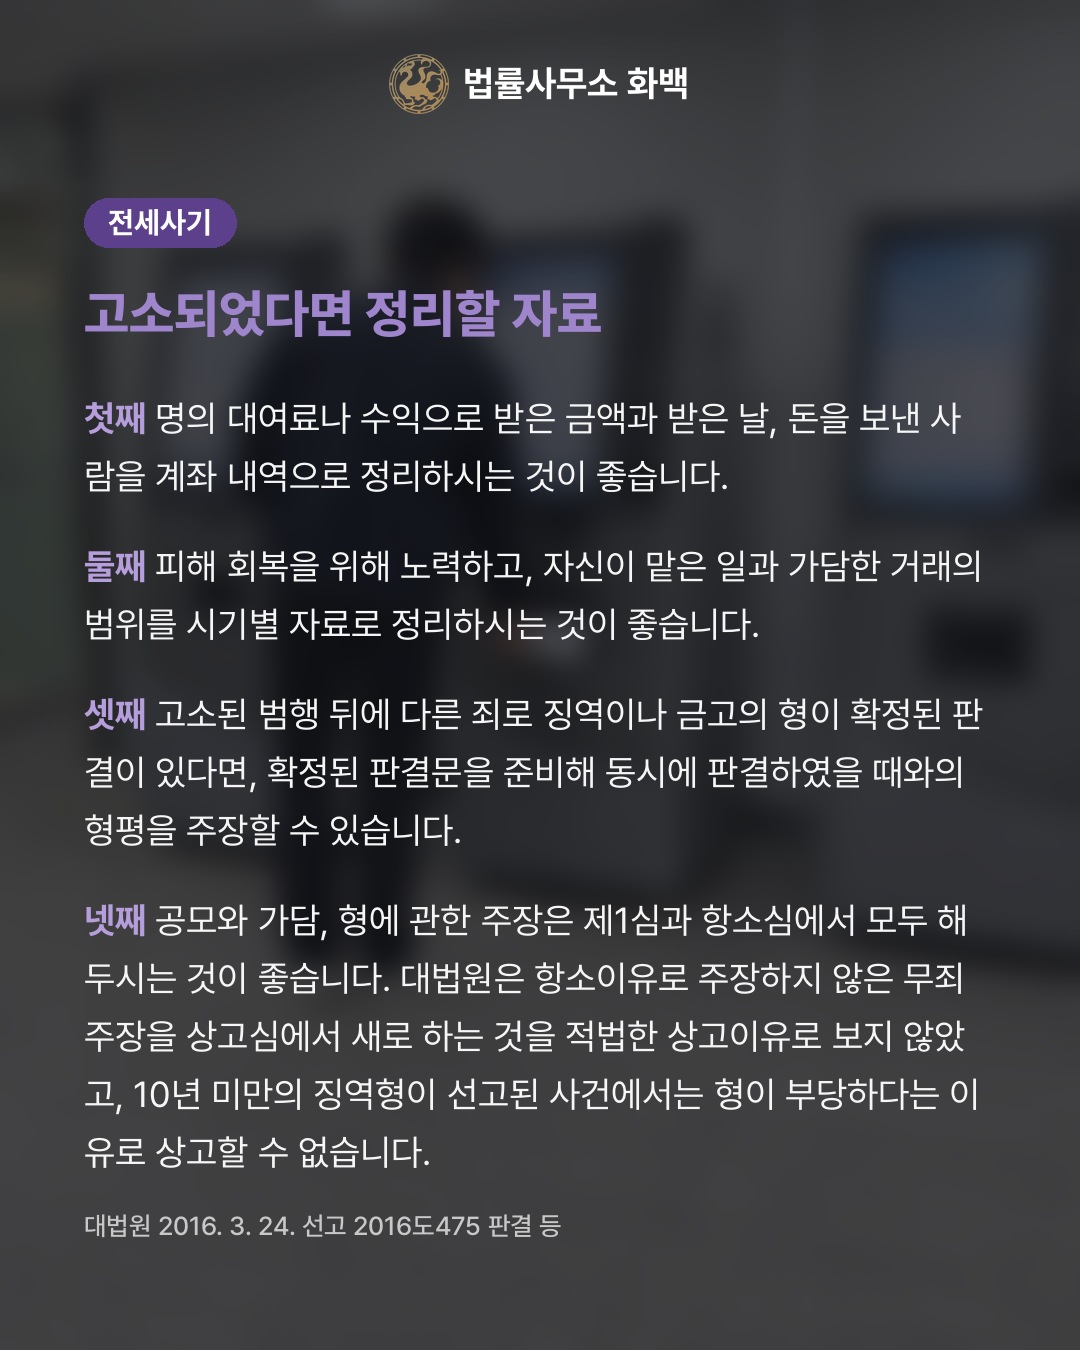 법률사무소 화백
전세사기
고소되었다면 정리할 자료
첫째 명의 대여료나 수익으로 받은 금액과 받은 날, 돈을 보낸 사
람을 계좌 내역으로 정리하시는 것이 좋습니다.
둘째 피해 회복을 위해 노력하고, 자신이 맡은 일과 가담한 거래의
범위를 시기별 자료로 정리하시는 것이 좋습니다.
셋째 고소된 범행 뒤에 다른 죄로 징역이나 금고의 형이 확정된 판
결이 있다면, 확정된 판결문을 준비해 동시에 판결하였을 때와의
형평을 주장할 수 있습니다.
넷째 공모와 가담, 형에 관한 주장은 제1심과 항소심에서 모두 해
두시는 것이 좋습니다. 대법원은 항소이유로 주장하지 않은 무죄
주장을 상고심에서 새로 하는 것을 적법한 상고이유로 보지 않았
고, 10년 미만의 징역형이 선고된 사건에서는 형이 부당하다는 이
유로 상고할 수 없습니다.
대법원 2016. 3. 24. 선고 2016도475 판결 등